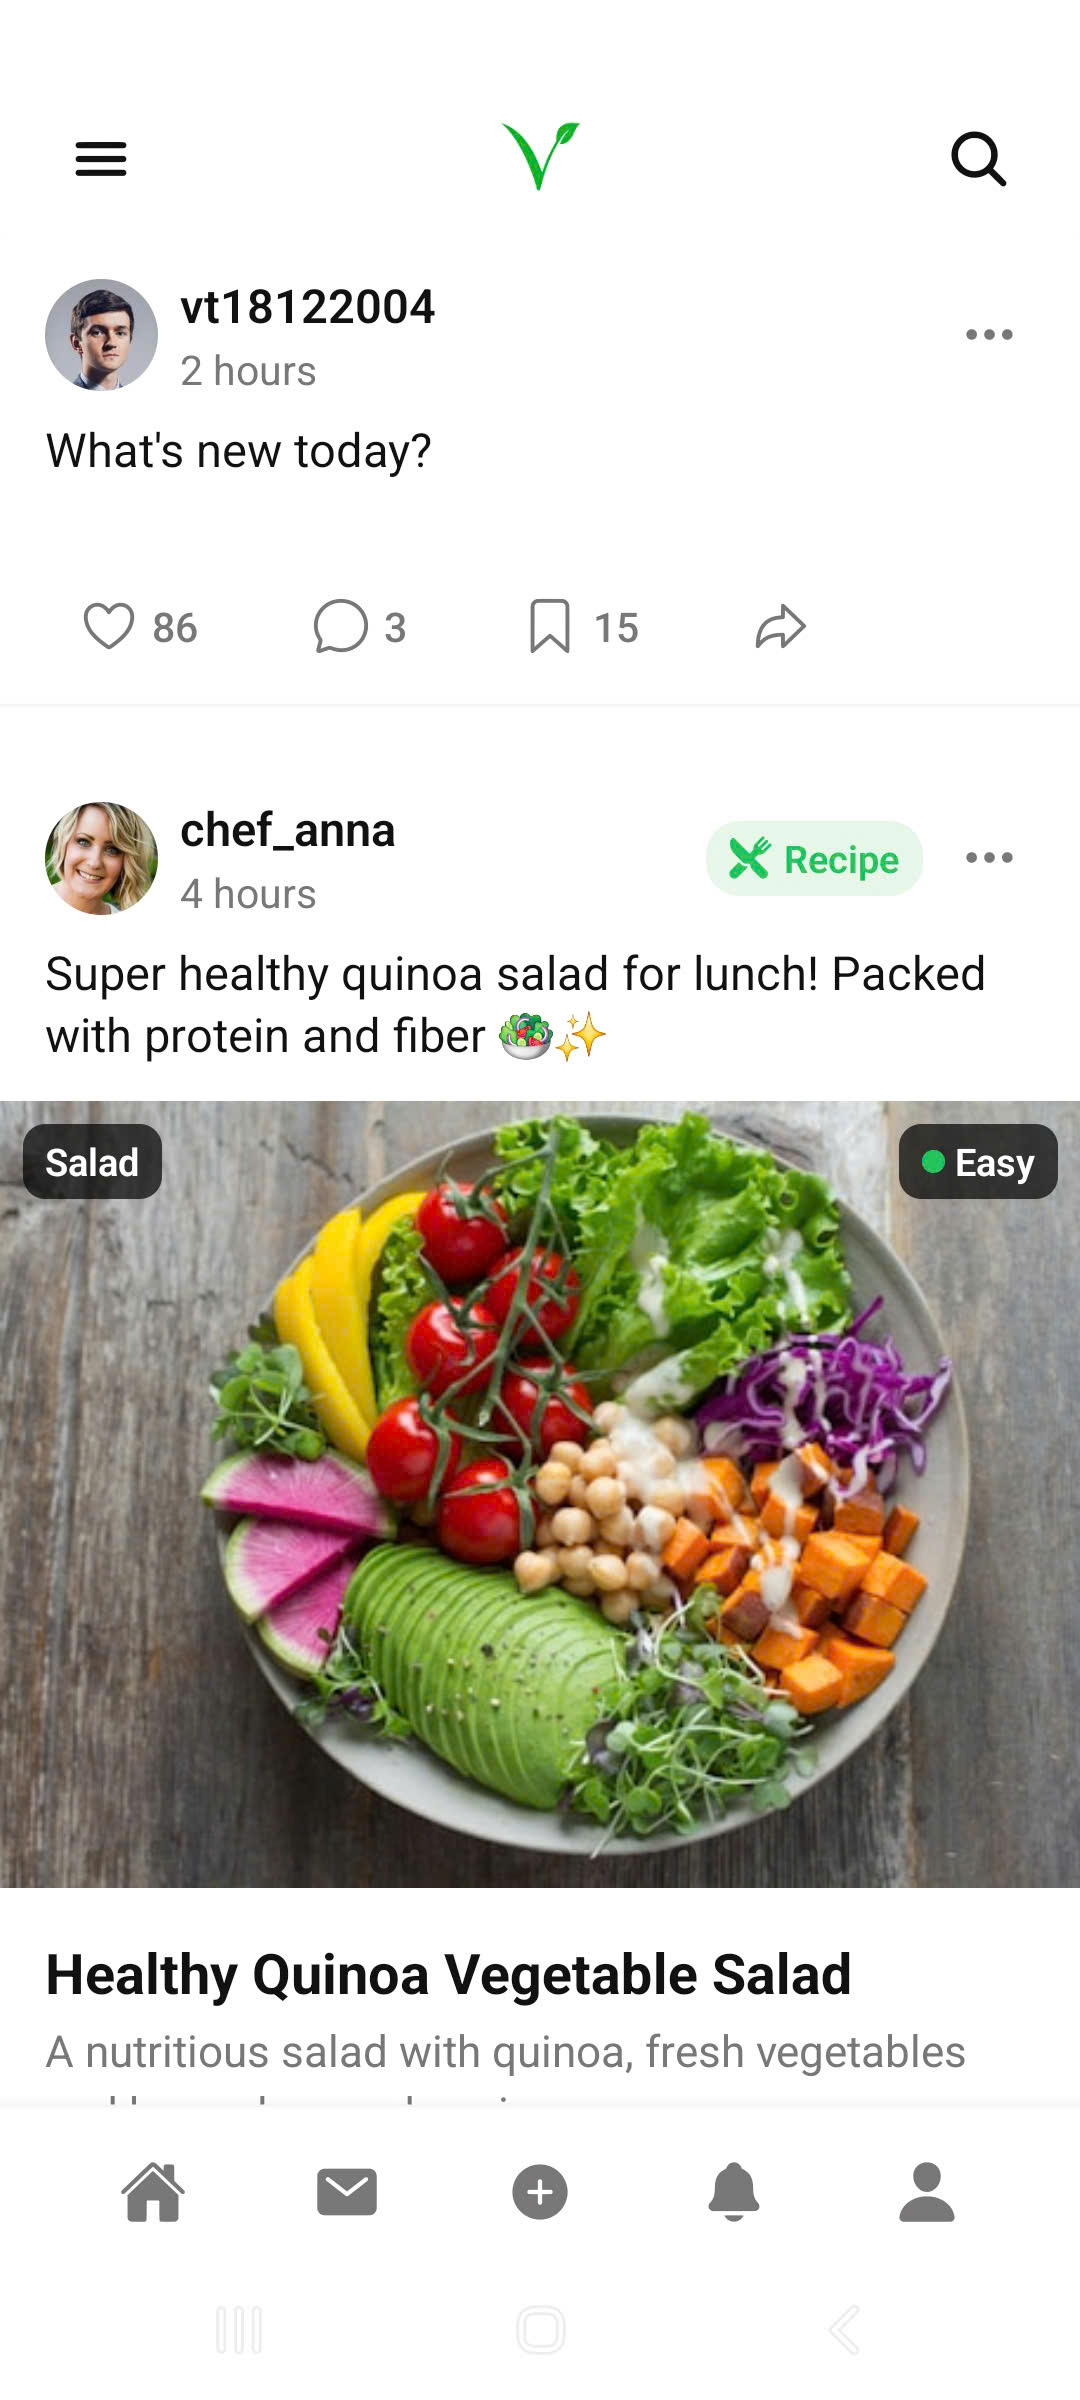 vt18122004
2 hours
What's new today?
86 3 15
chef_anna
Recipe
4 hours
Super healthy quinoa salad for lunch! Packed
with protein and fiber 🥗✨
Salad
Easy
Healthy Quinoa Vegetable Salad
A nutritious salad with quinoa, fresh vegetables